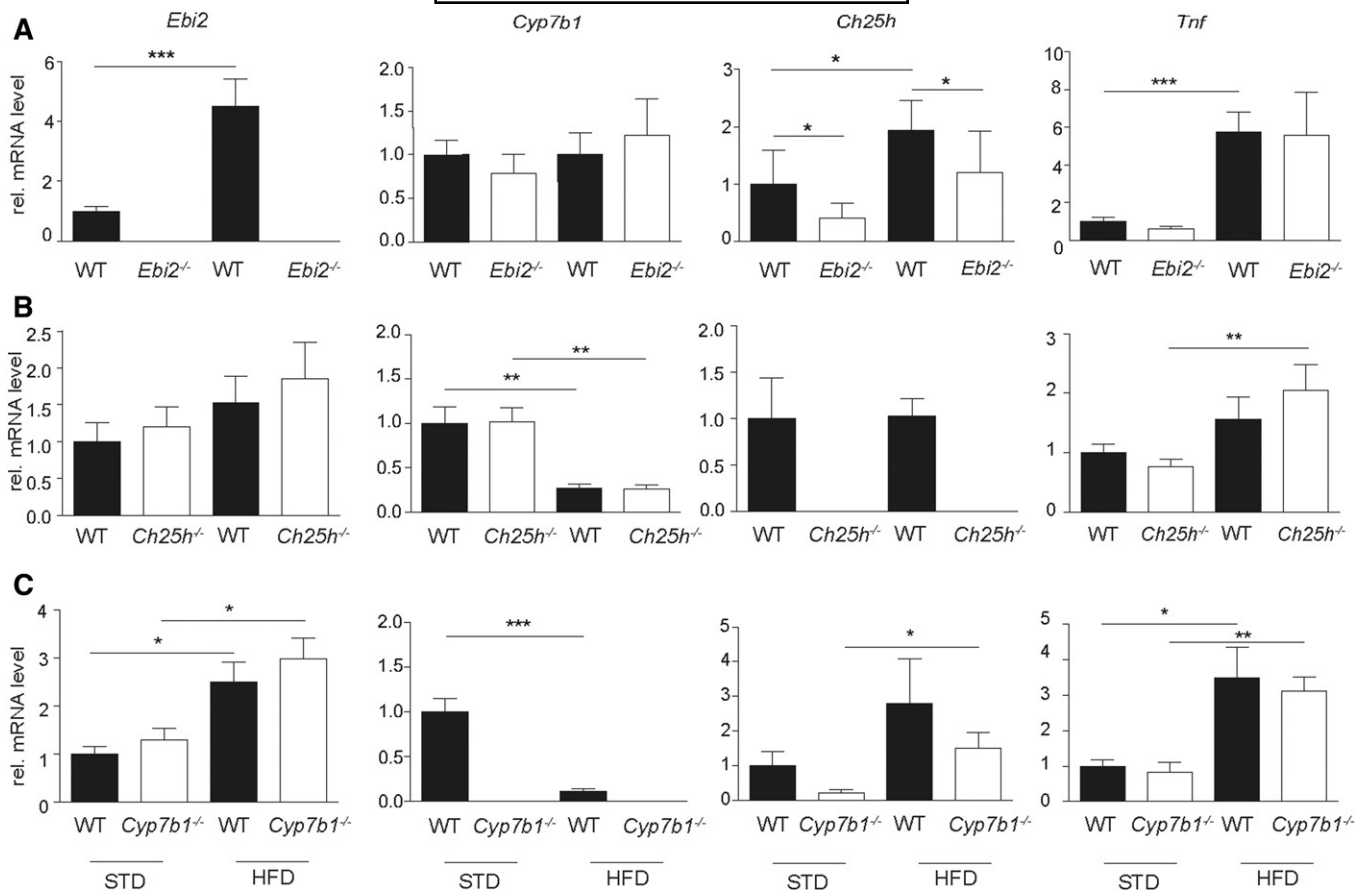 A
Ebi2
Cyp7b1
Ch25h
Tnf
rel. mRNA level
6
4
2
0
***
WT Ebi2-/- WT Ebi2-/-
2.0
1.5
1.0
0.5
0.0
WT Ebi2-/- WT Ebi2-/-
3
2
1
0
*
*
*
WT Ebi2-/- WT Ebi2-/-
10
8
6
4
2
0
***
WT Ebi2-/- WT Ebi2-/-
B
rel. mRNA level
2.5
2.0
1.5
1.0
0.5
0.0
WT Ch25h-/- WT Ch25h-/-
2.0
1.5
1.0
0.5
0.0
**
**
WT Ch25h-/- WT Ch25h-/-
2.0
1.5
1.0
0.5
0.0
WT Ch25h-/- WT Ch25h-/-
3
2
1
0
**
WT Ch25h-/- WT Ch25h-/-
C
rel. mRNA level
4
3
2
1
0
*
*
WT Cyp7b1-/- WT Cyp7b1-/-
STD HFD
2.0
1.5
1.0
0.5
0.0
***
WT Cyp7b1-/- WT Cyp7b1-/-
STD HFD
5
4
3
2
1
0
*
WT Cyp7b1-/- WT Cyp7b1-/-
STD HFD
5
4
3
2
1
0
*
**
WT Cyp7b1-/- WT Cyp7b1-/-
STD HFD